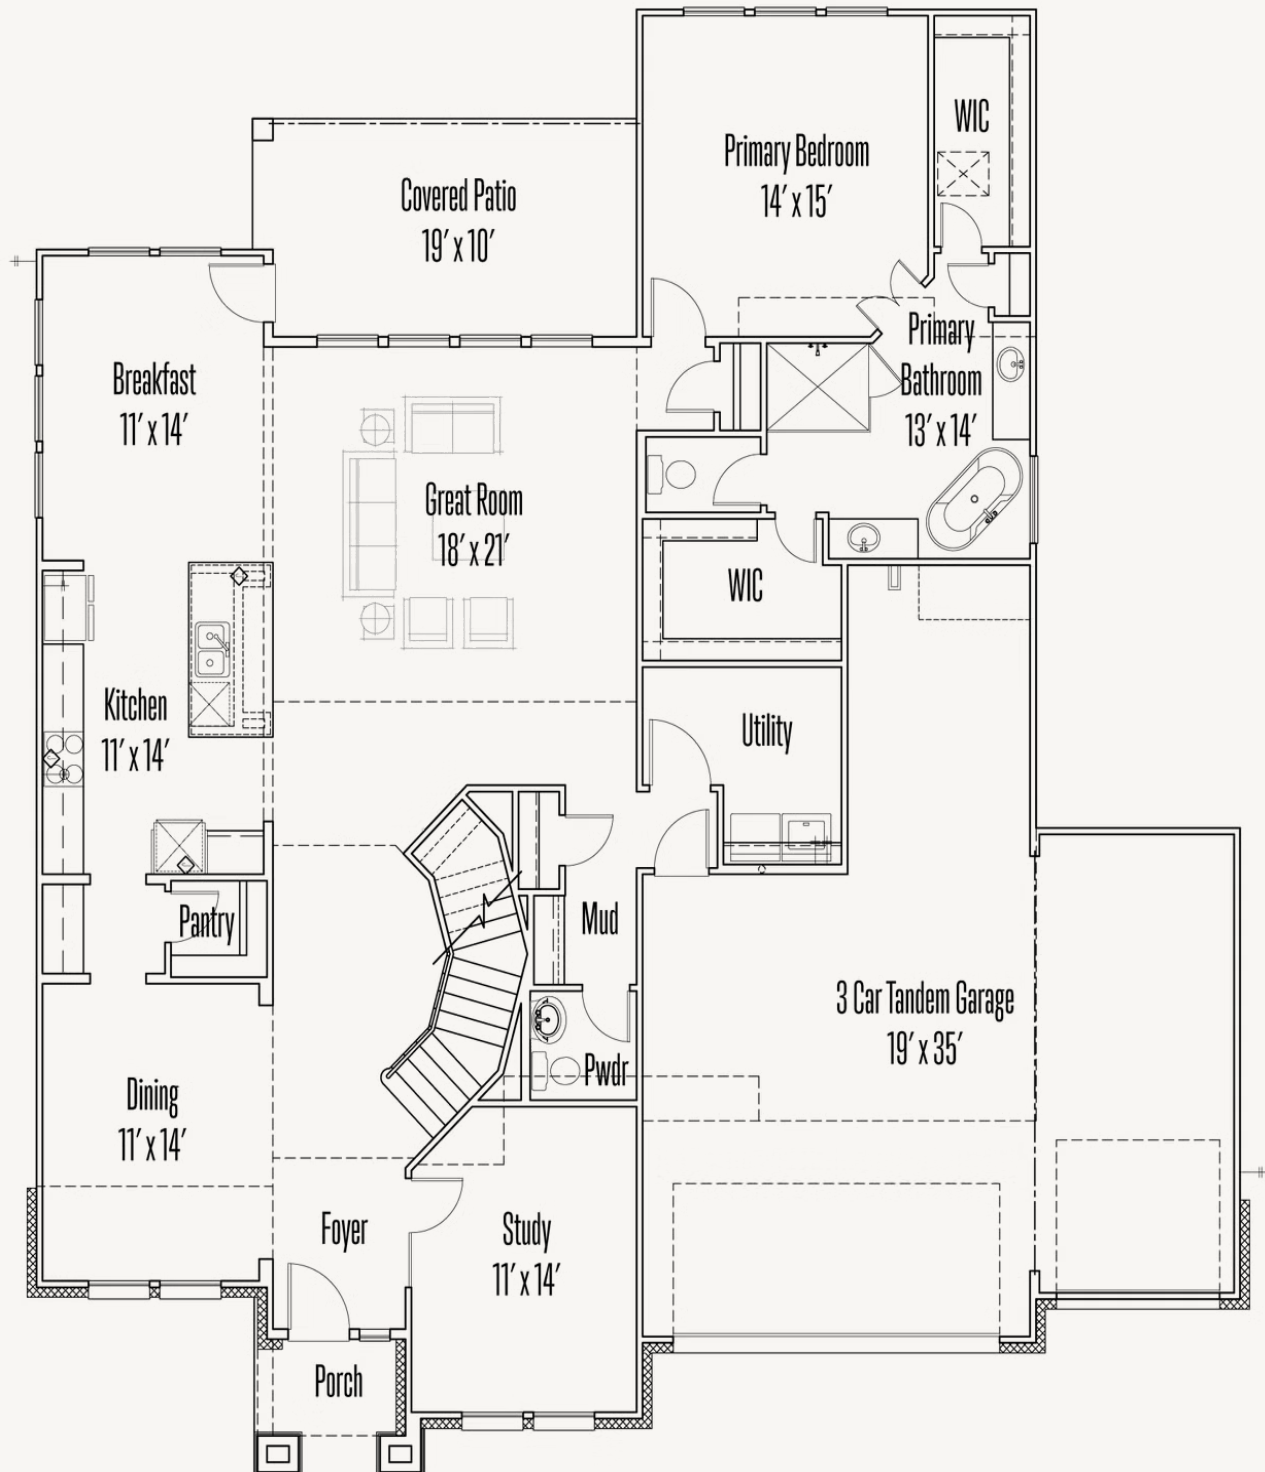 WIC
Primary Bedroom
14' x 15'
Covered Patio
19' x 10'
Primary
Bathroom
13' x 14'
Breakfast
11' x 14'
Great Room
18' x 21'
WIC
Kitchen
11' x 14'
Utility
Pantry
Mud
3 Car Tandem Garage
19' x 35'
Pwdr
Dining
11' x 14'
Foyer
Study
11' x 14'
Porch